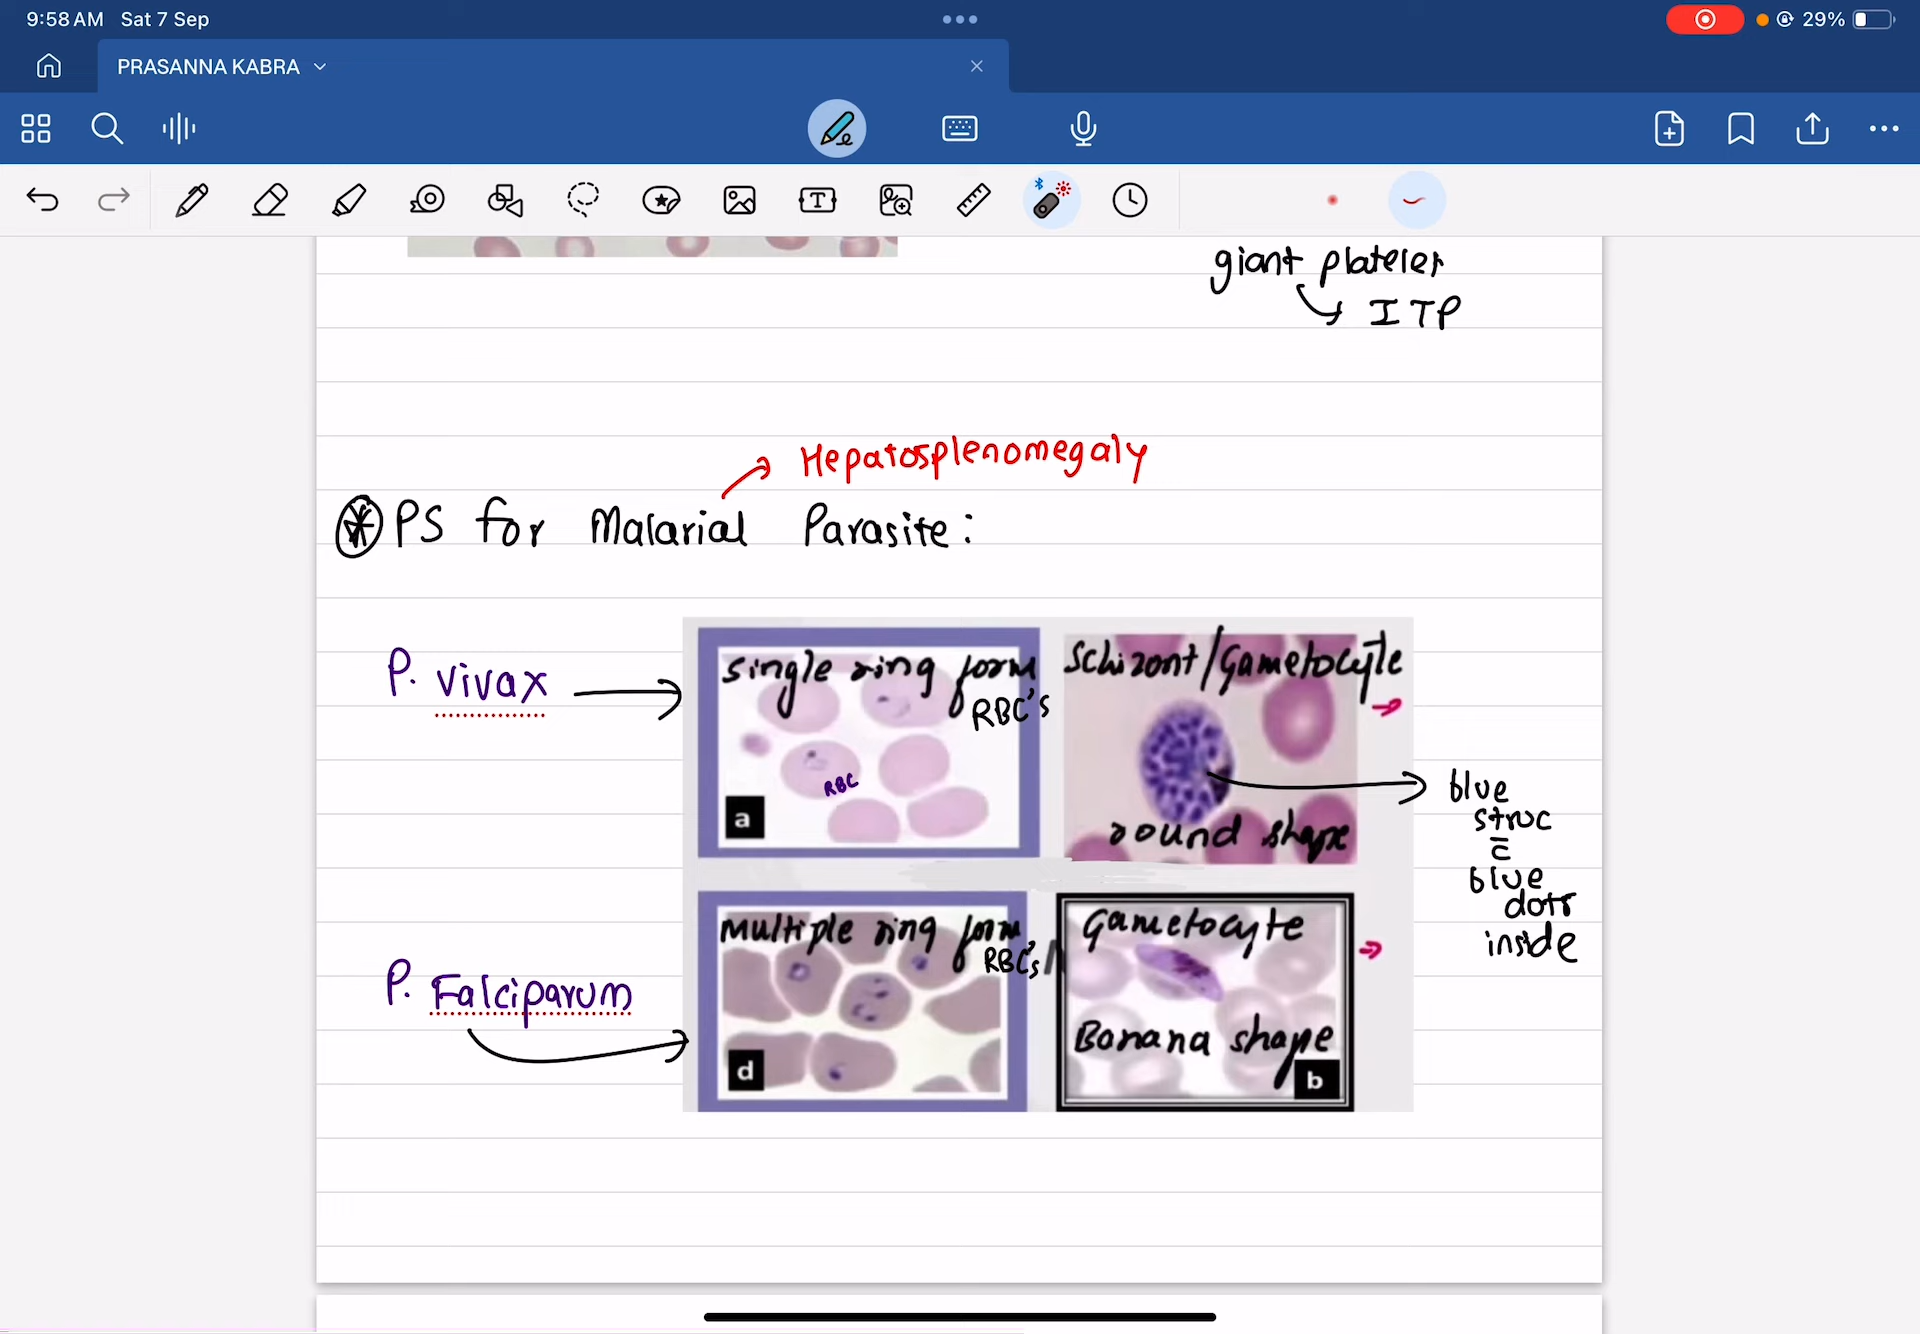 9:58 AM Sat 7 Sep
29%
PRASANNA KABRA
giant platelet
ITP
Hepatosplenomegaly
PS for Malarial Parasite:
P. vivax
single ring form
RBC's
RBC
a
Schizont/Gametocyte
round shape
blue
struc
c̅
blue
dots
inside
P. Falciparum
Multiple ring form
RBC's
d
Gametocyte
Banana shape
b